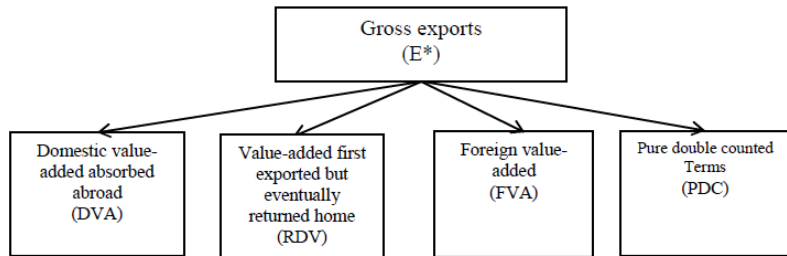 Gross exports
(E*)
Domestic value-
added absorbed
abroad
(DVA)
Value-added first
exported but
eventually
returned home
(RDV)
Foreign value-
added
(FVA)
Pure double counted
Terms
(PDC)